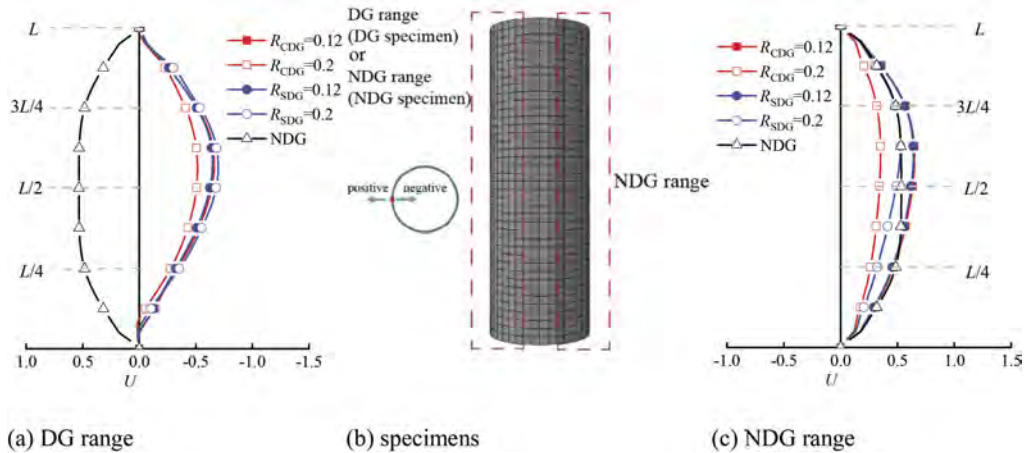 L
3L/4
L/2
L/4
R_CDG=0.12
R_CDG=0.2
R_SDG=0.12
R_SDG=0.2
NDG
1.0 0.5 0.0 -0.5 -1.0 -1.5
U
DG range
(DG specimen)
or
NDG range
(NDG specimen)
positive negative
NDG range
R_CDG=0.12
R_CDG=0.2
R_SDG=0.12
R_SDG=0.2
NDG
L
3L/4
L/2
L/4
-1.0 -0.5 0.0 0.5 1.0 1.5
U
(a) DG range
(b) specimens
(c) NDG range